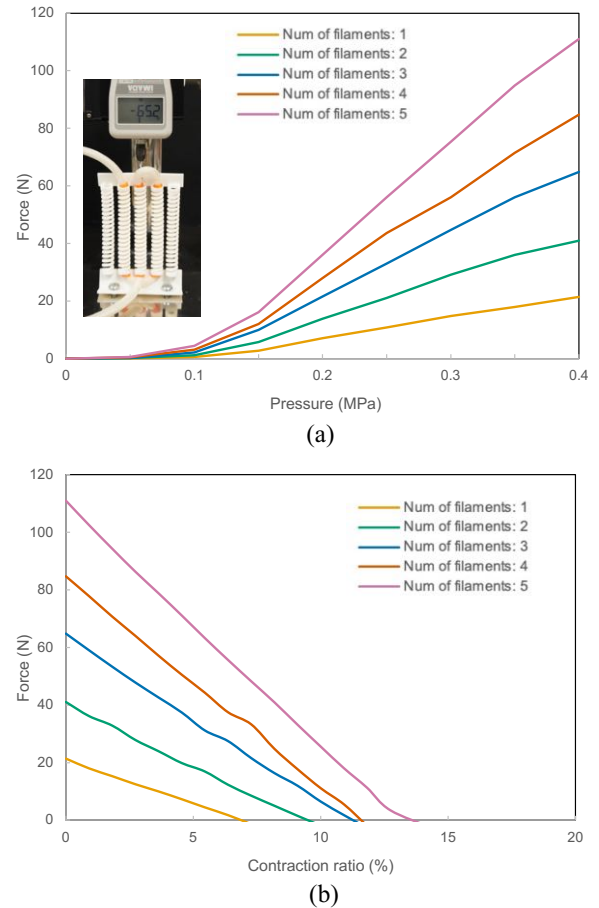 120
Num of filaments: 1
Num of filaments: 2
100
Num of filaments: 3
Num of filaments: 4
80
Num of filaments: 5
60
40
20
0
Force (N)
0 0.1 0.2 0.3 0.4
Pressure (MPa)
(a)
120
Num of filaments: 1
100
Num of filaments: 2
Num of filaments: 3
80
Num of filaments: 4
Num of filaments: 5
60
40
20
0
Force (N)
0 5 10 15 20
Contraction ratio (%)
(b)